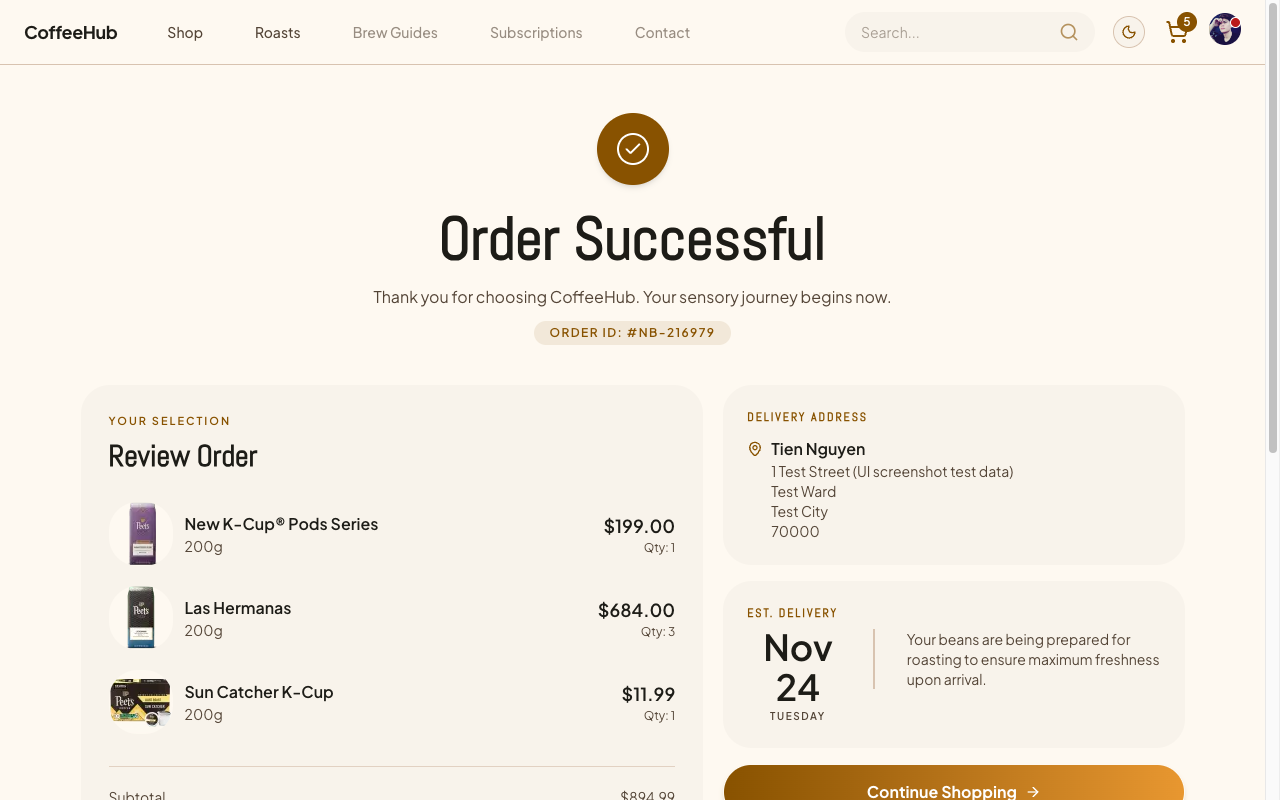 CoffeeHub
Shop
Roasts
Brew Guides
Subscriptions
Contact
Search...
5
Order Successful
Thank you for choosing CoffeeHub. Your sensory journey begins now.
ORDER ID: #NB-216979
YOUR SELECTION
Review Order
New K-Cup® Pods Series
200g
$199.00
Qty: 1
Las Hermanas
200g
$684.00
Qty: 3
Sun Catcher K-Cup
200g
$11.99
Qty: 1
Subtotal
$894.99
DELIVERY ADDRESS
Tien Nguyen
1 Test Street (UI screenshot test data)
Test Ward
Test City
70000
EST. DELIVERY
Nov
24
TUESDAY
Your beans are being prepared for
roasting to ensure maximum freshness
upon arrival.
Continue Shopping →
Peet's
Peet's
Peet's